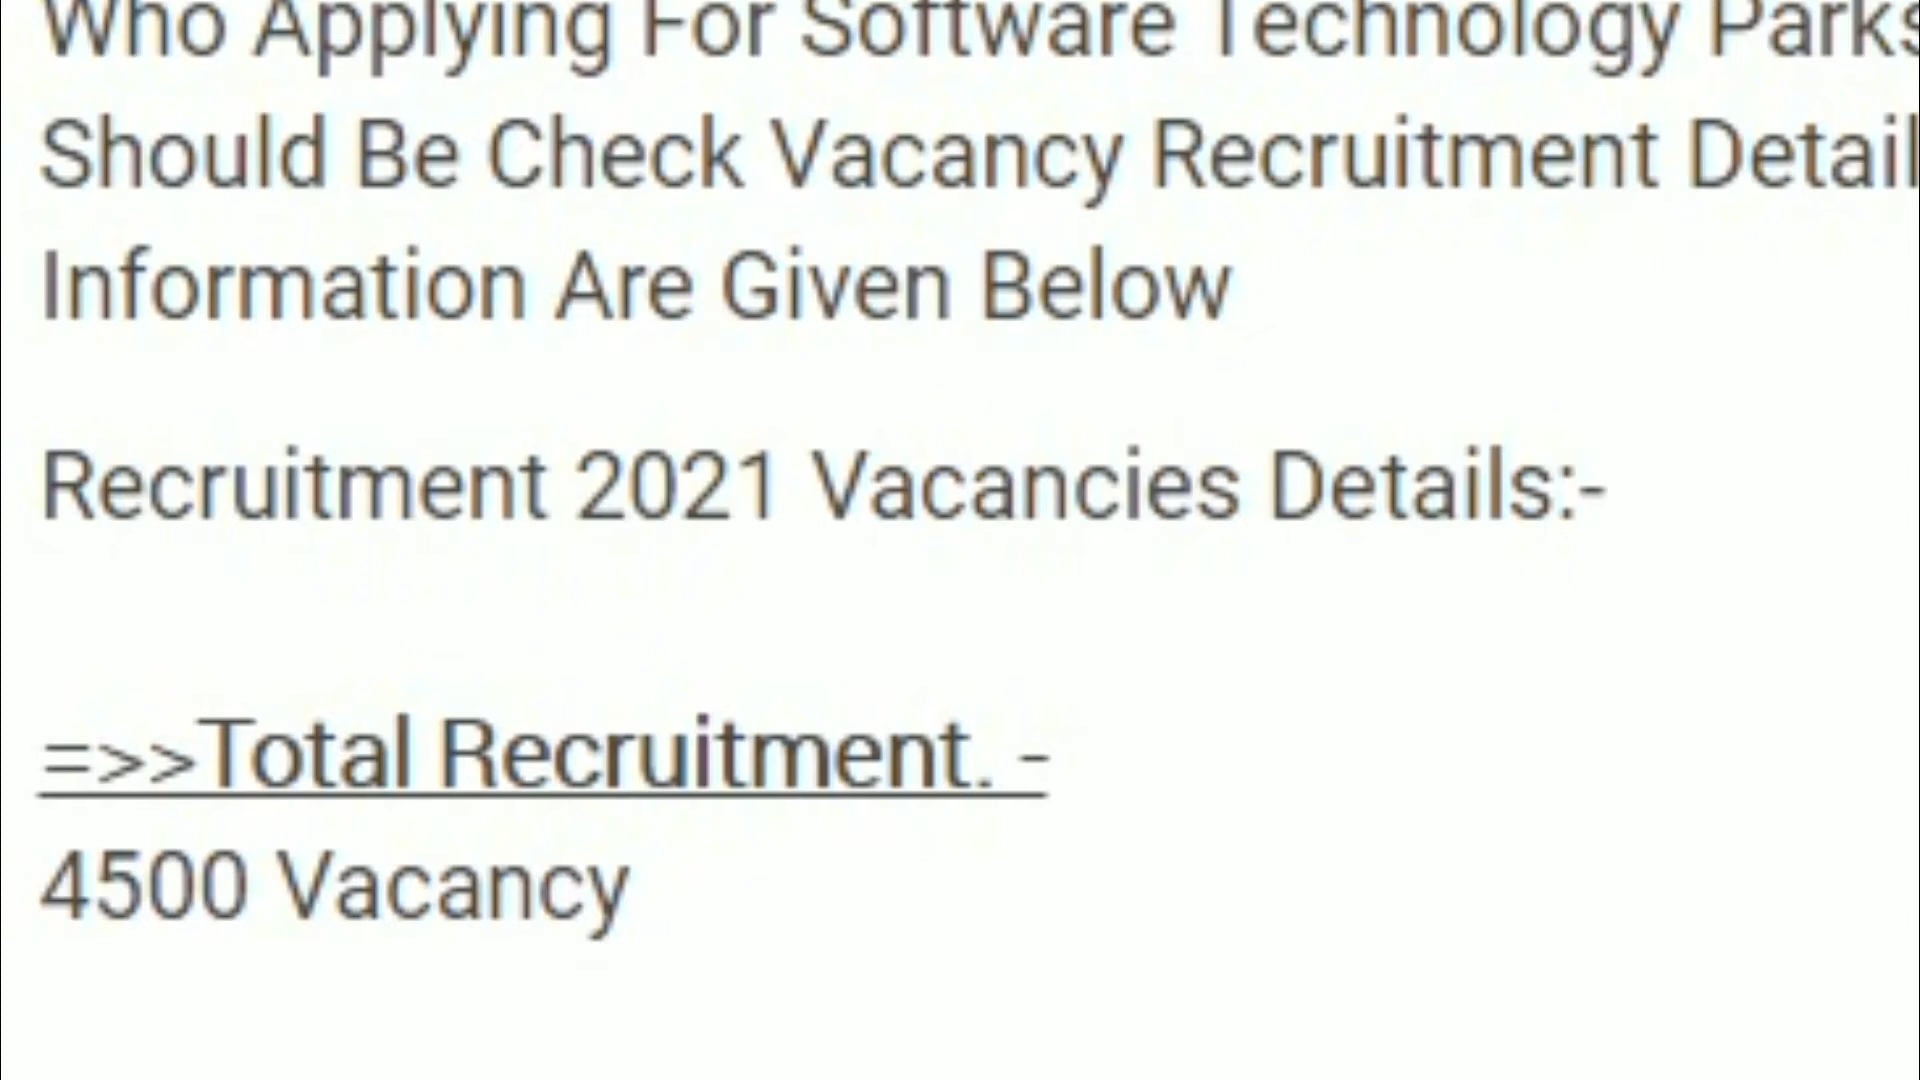 Who Applying For Software Technology Parks
Should Be Check Vacancy Recruitment Detail
Information Are Given Below
Recruitment 2021 Vacancies Details:-
=>>Total Recruitment. -
4500 Vacancy